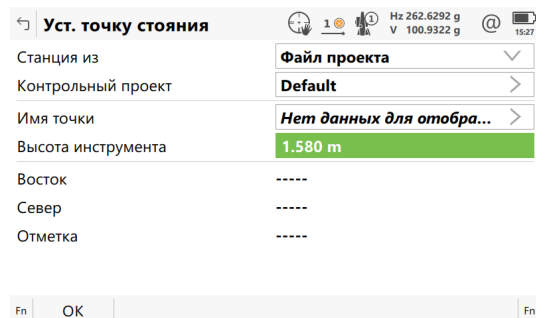 Уст. точку стояния 1 1 Hz 262.6292 g
V 100.9322 g @ 15:27
Станция из Файл проекта
Контрольный проект Default
Имя точки Нет данных для отобра...
Высота инструмента 1.580 m
Восток -----
Север -----
Отметка -----
Fn OK Fn